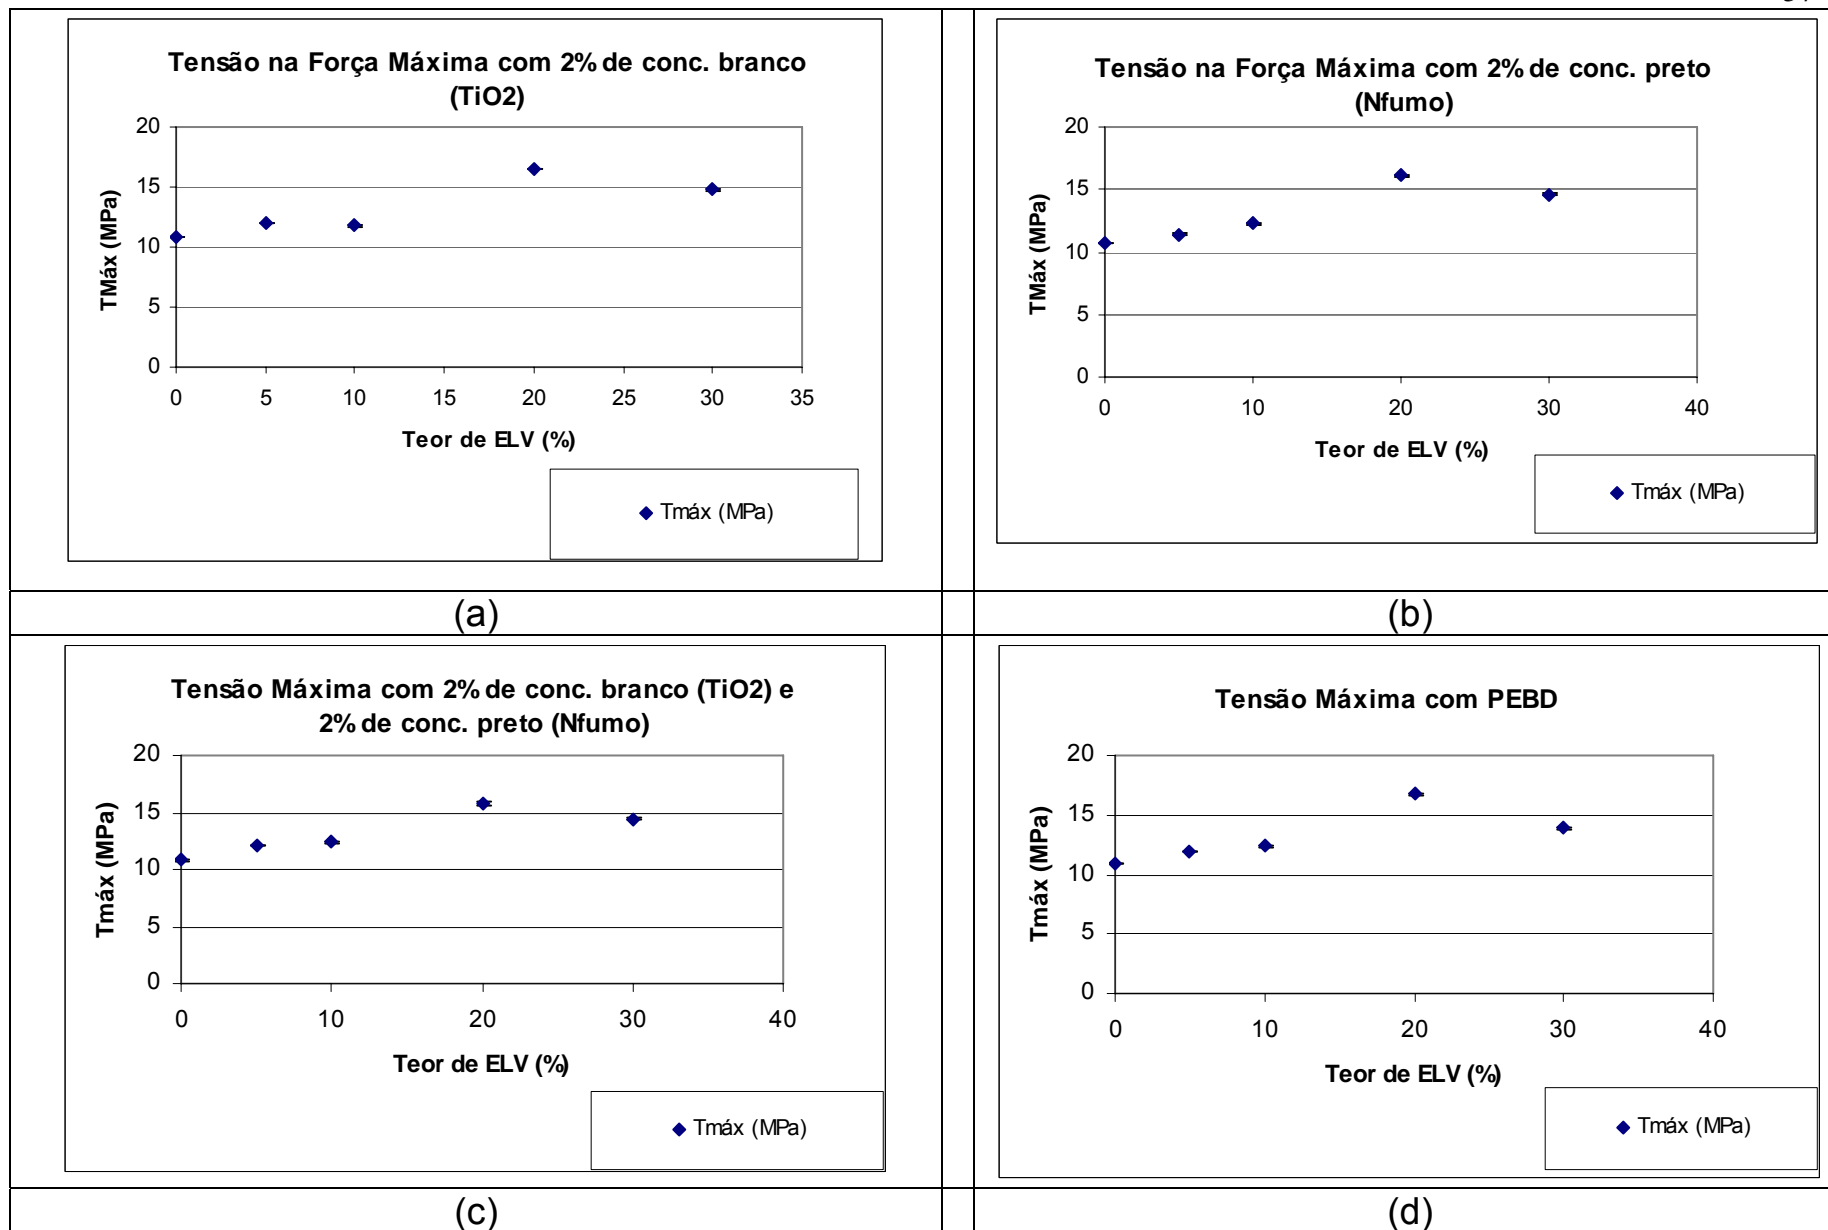 Tensão na Força Máxima com 2% de conc. branco
(TiO2)
20
15
10
5
0
TMáx (MPa)
0 5 10 15 20 25 30 35
Teor de ELV (%)
Tmáx (MPa)
(a)
Tensão na Força Máxima com 2% de conc. preto
(Nfumo)
20
15
10
5
0
TMáx (MPa)
0 10 20 30 40
Teor de ELV (%)
Tmáx (MPa)
(b)
Tensão Máxima com 2% de conc. branco (TiO2) e
2% de conc. preto (Nfumo)
20
15
10
5
0
Tmáx (MPa)
0 10 20 30 40
Teor de ELV (%)
Tmáx (MPa)
(c)
Tensão Máxima com PEBD
20
15
10
5
0
Tmáx (MPa)
0 10 20 30 40
Teor de ELV (%)
Tmáx (MPa)
(d)